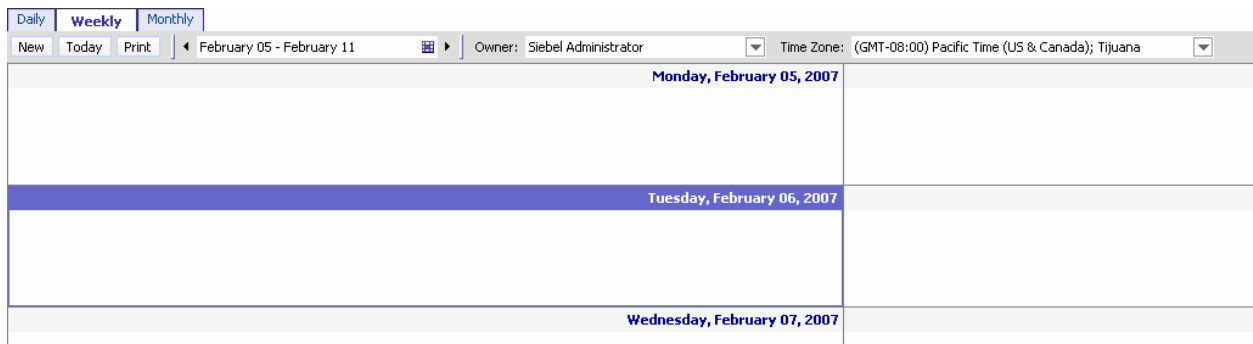 Daily Weekly Monthly
New Today Print February 05 - February 11 Owner: Siebel Administrator Time Zone: (GMT-08:00) Pacific Time (US & Canada); Tijuana
Monday, February 05, 2007
Tuesday, February 06, 2007
Wednesday, February 07, 2007